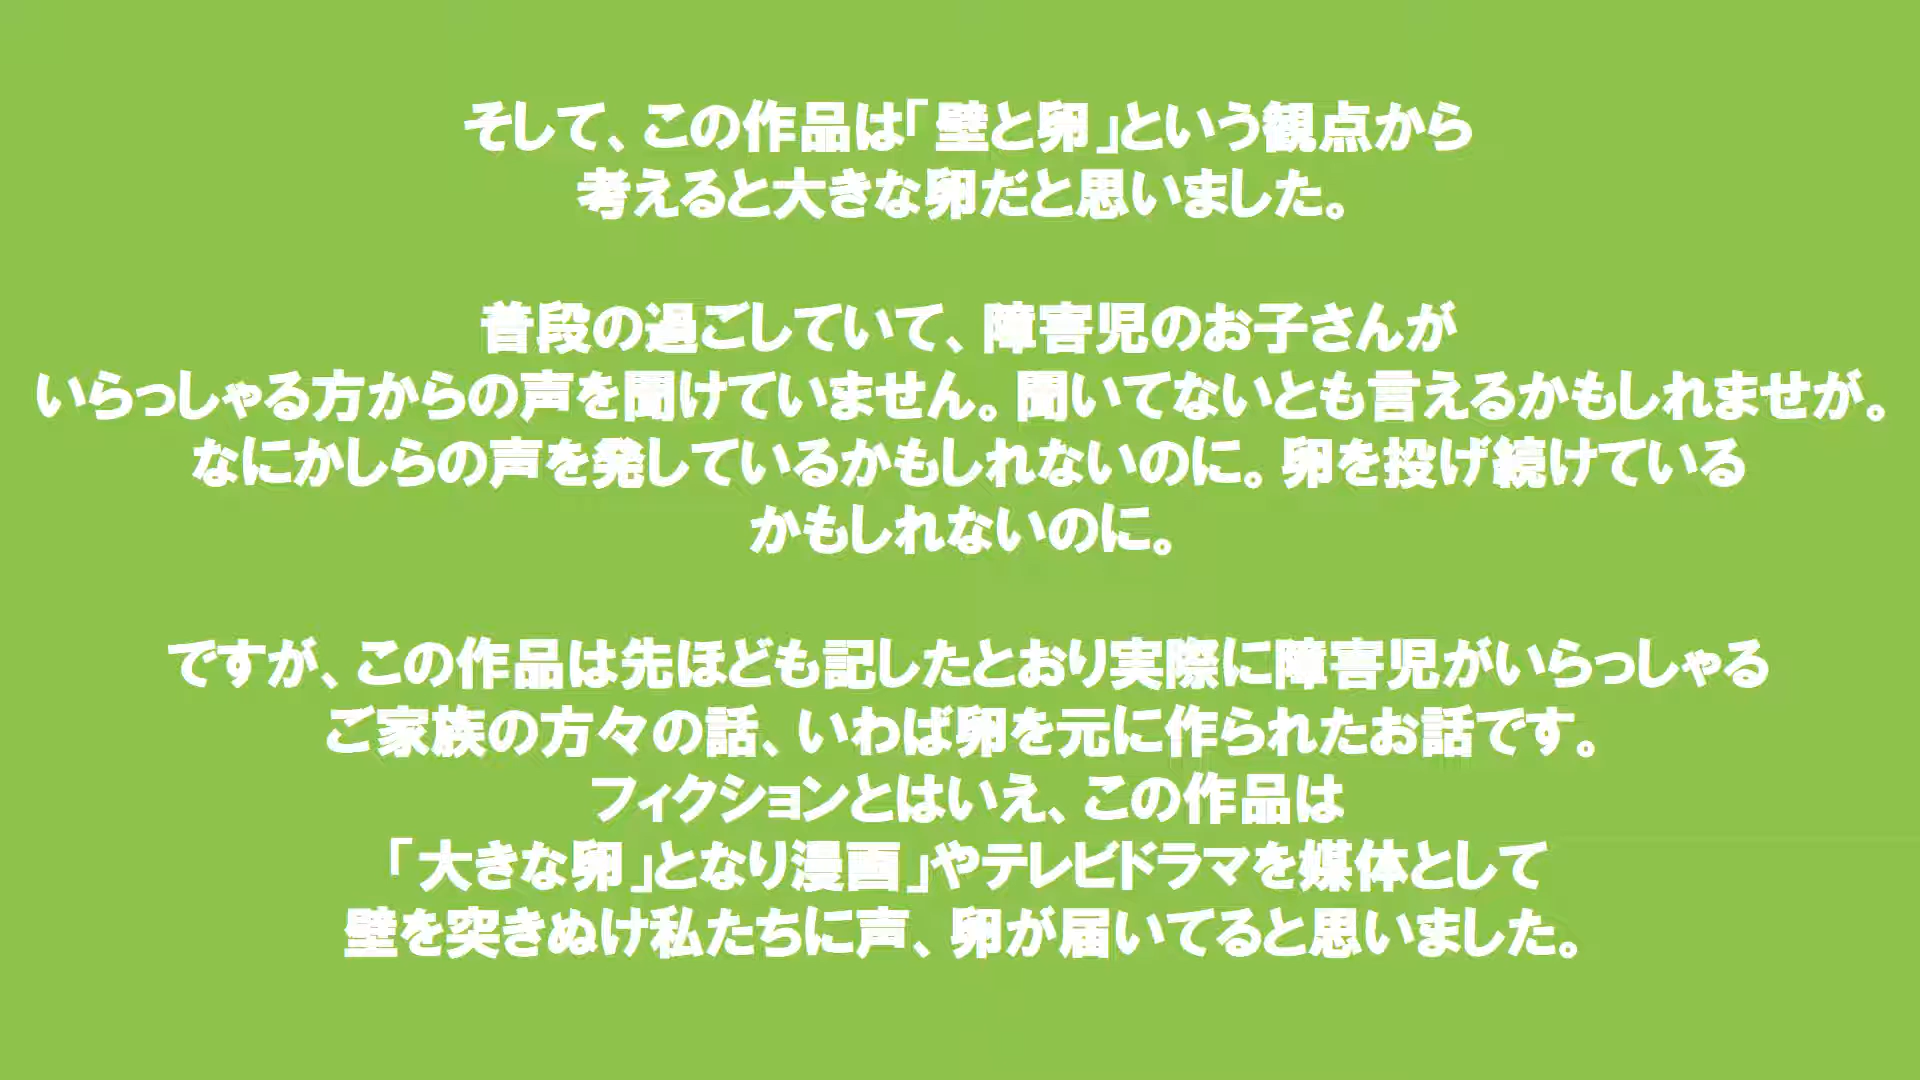 そして、この作品は「壁と卵」という観点から
考えると大きな卵だと思いました。
普段の過ごしていて、障害児のお子さんが
いらっしゃる方からの声を聞けていません。聞いてないとも言えるかもしれませが。
なにかしらの声を発しているかもしれないのに。卵を投げ続けている
かもしれないのに。
ですが、この作品は先ほども記したとおり実際に障害児がいらっしゃる
ご家族の方々の話、いわば卵を元に作られたお話です。
フィクションとはいえ、この作品は
「大きな卵」となり漫画」やテレビドラマを媒体として
壁を突きぬけ私たちに声、卵が届いてると思いました。